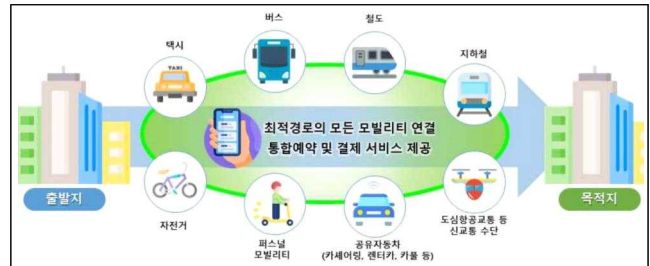 택시
버스
철도
지하철
TAXI
최적경로의 모든 모빌리티 연결
통합예약 및 결제 서비스 제공
출발지
목적지
자전거
퍼스널
모빌리티
공유자동차
(카셰어링, 렌터카, 카풀 등)
도심항공교통 등
신교통 수단